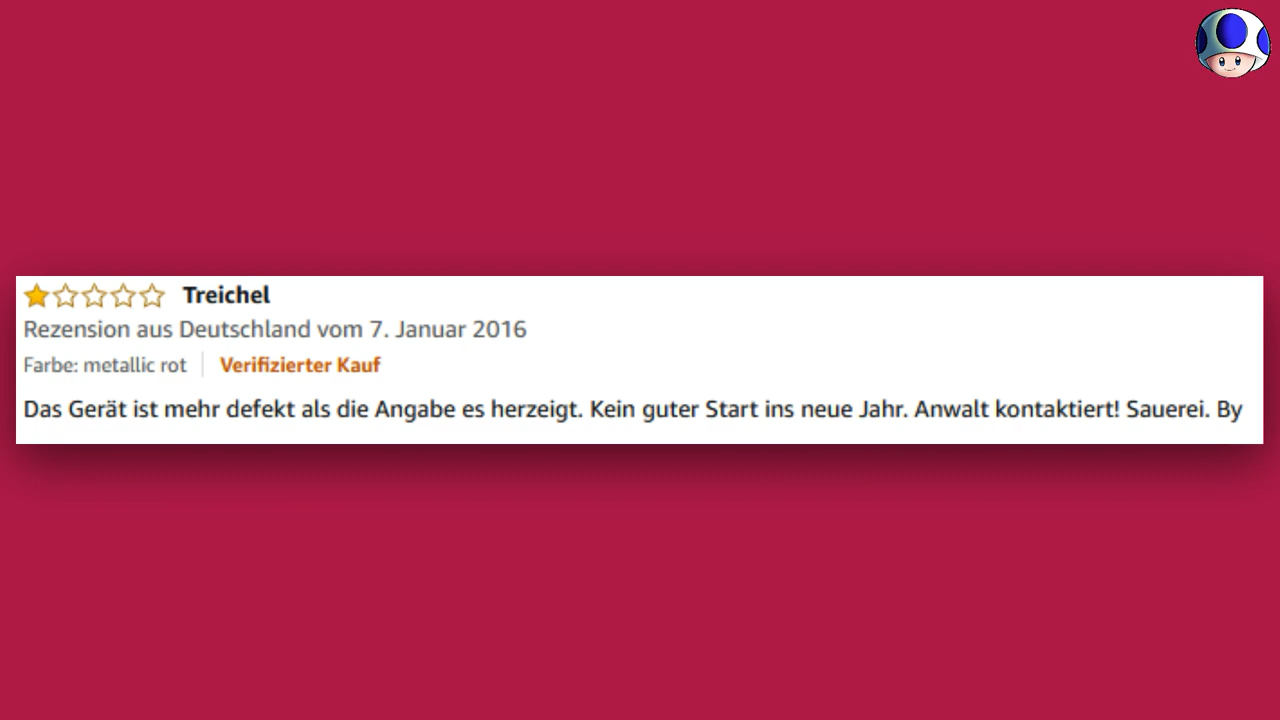 Treichel
Rezension aus Deutschland vom 7. Januar 2016
Farbe: metallic rot | Verifizierter Kauf
Das Gerät ist mehr defekt als die Angabe es herzeigt. Kein guter Start ins neue Jahr. Anwalt kontaktiert! Sauerei. By